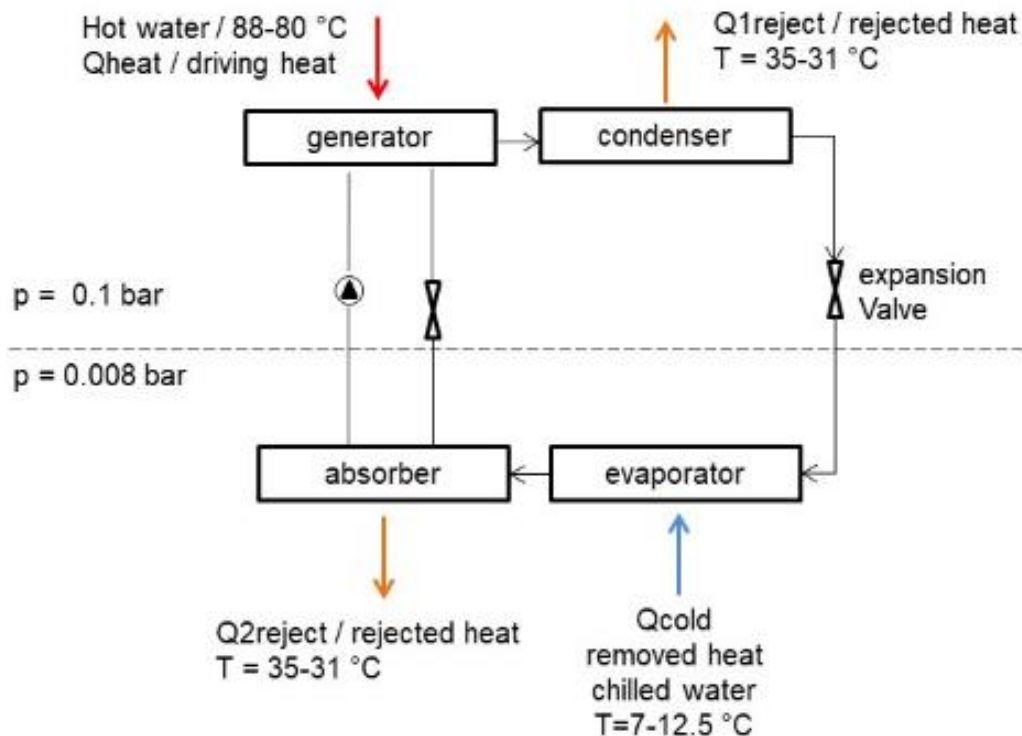 Hot water / 88-80 °C
Qheat / driving heat
Q1reject / rejected heat
T = 35-31 °C
generator
condenser
expansion
Valve
p = 0.1 bar
p = 0.008 bar
absorber
evaporator
Q2reject / rejected heat
T = 35-31 °C
Qcold
removed heat
chilled water
T=7-12.5 °C